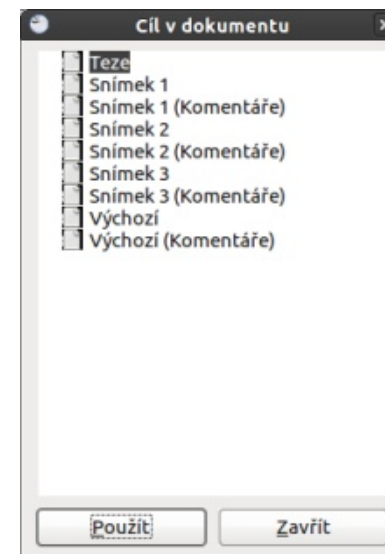 Cíl v dokumentu
Teze
Snímek 1
Snímek 1 (Komentáře)
Snímek 2
Snímek 2 (Komentáře)
Snímek 3
Snímek 3 (Komentáře)
Výchozí
Výchozí (Komentáře)
Použít Zavřít